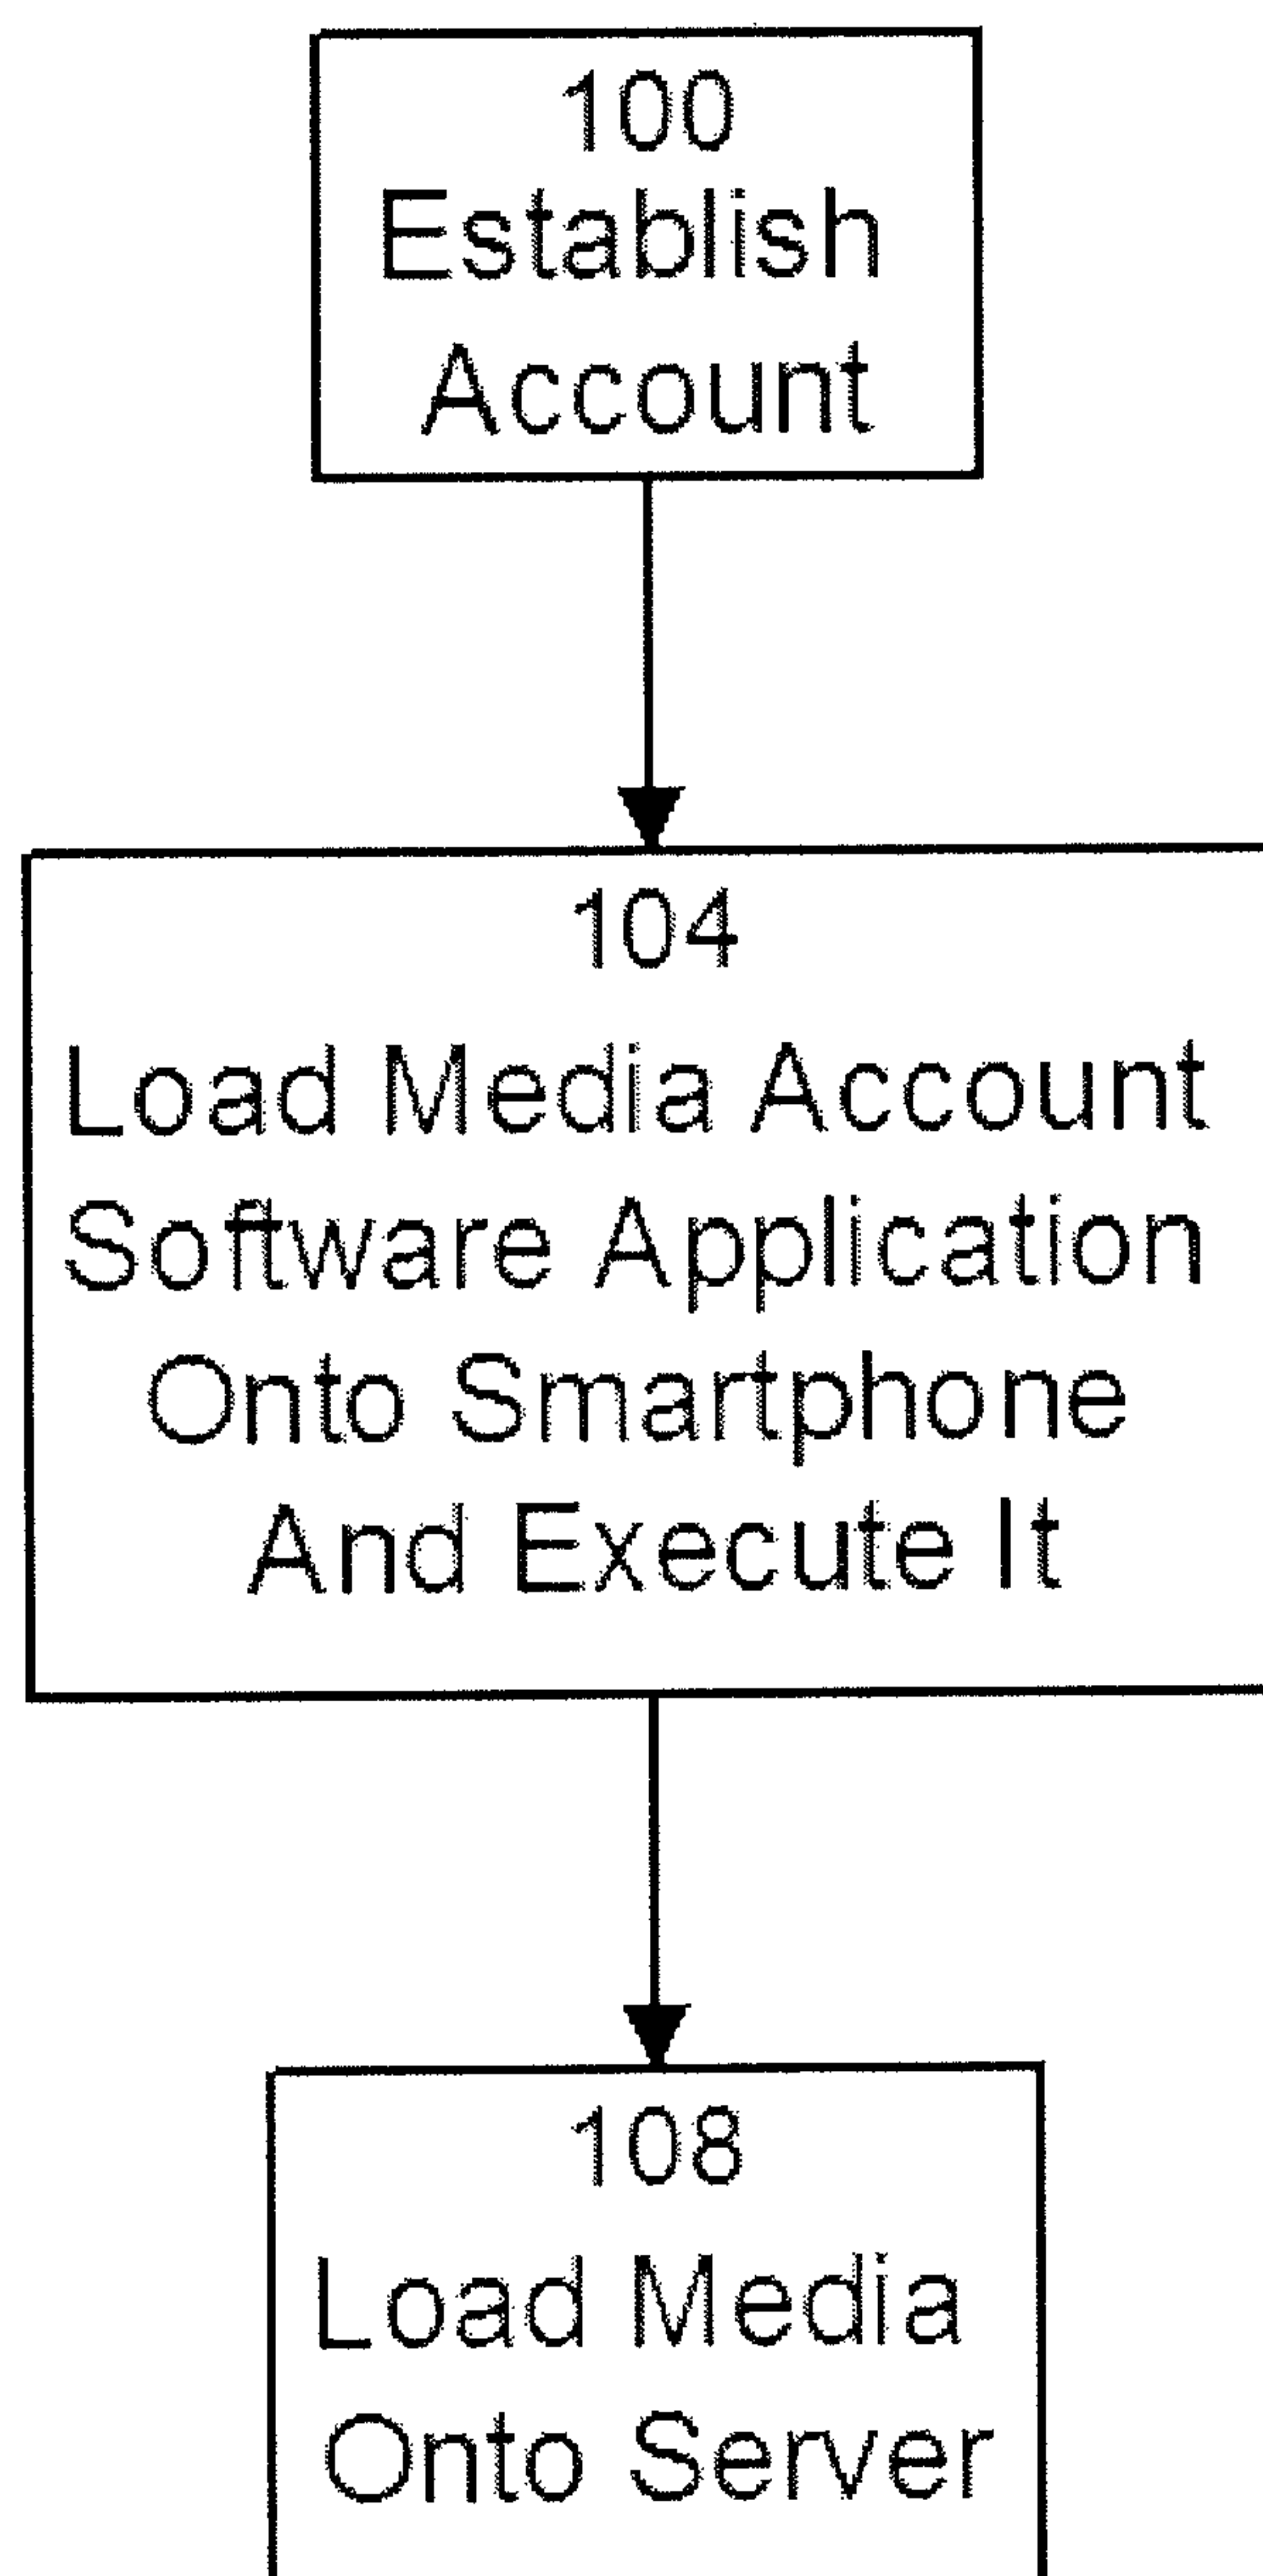 100
Establish
Account
104
Load Media Account
Software Application
Onto Smartphone
And Execute It
108
Load Media
Onto Server